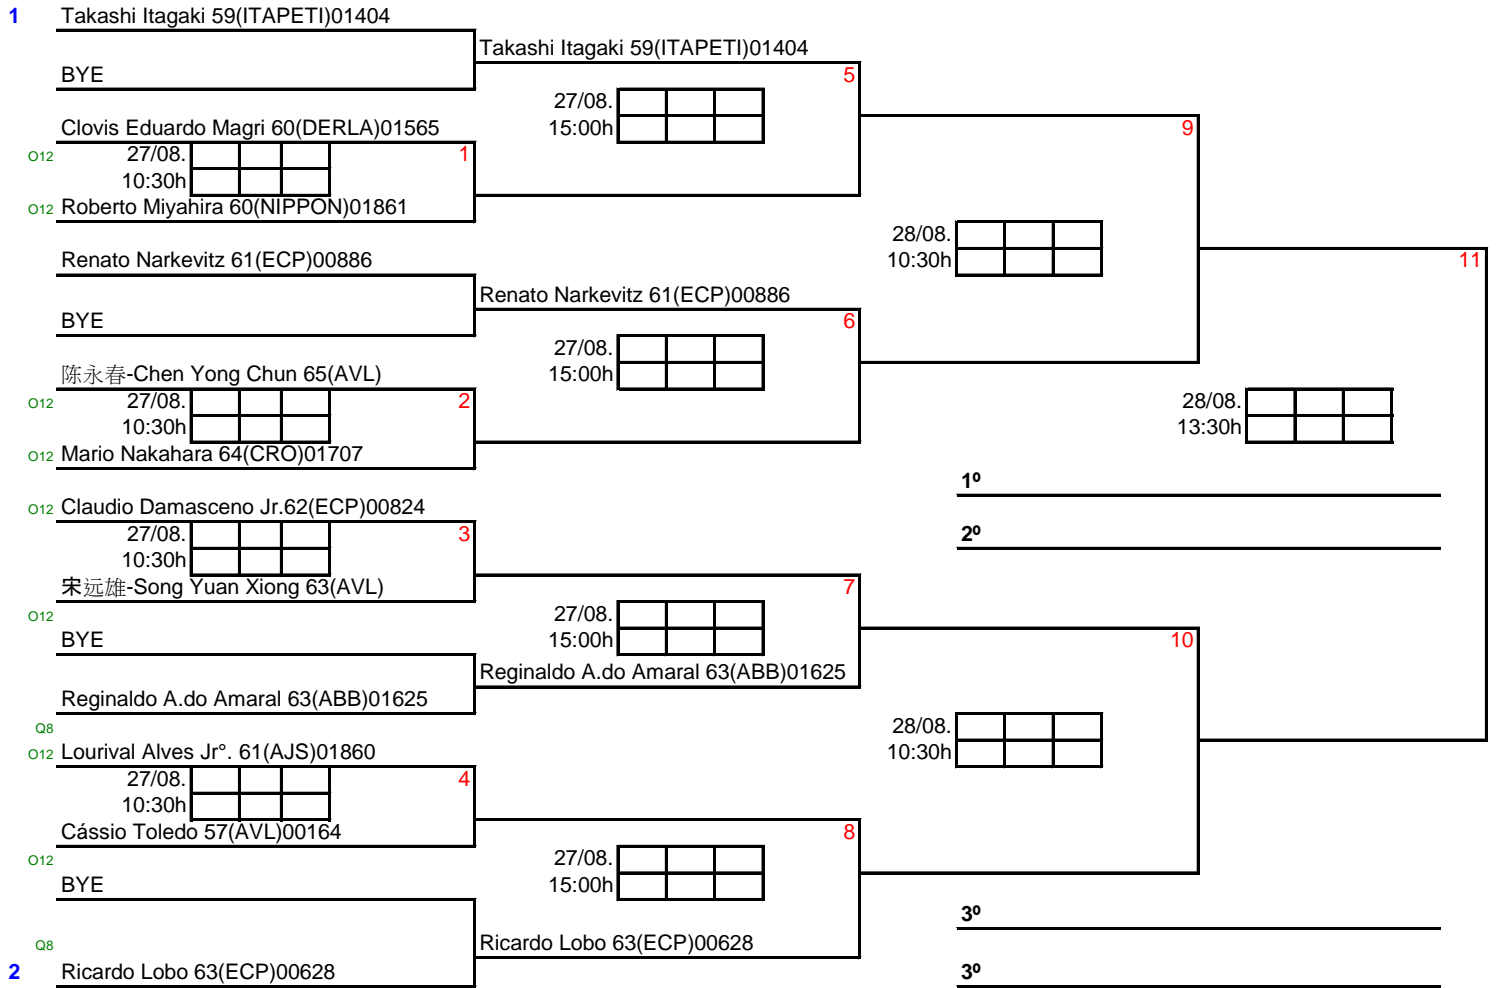 1 Takashi Itagaki 59(ITAPETI)01404
Takashi Itagaki 59(ITAPETI)01404
BYE
5
27/08.
15:00h
Clovis Eduardo Magri 60(DERLA)01565
9
O12 27/08. 1
10:30h
O12 Roberto Miyahira 60(NIPPON)01861
28/08.
10:30h
Renato Narkevitz 61(ECP)00886
11
Renato Narkevitz 61(ECP)00886
BYE
6
27/08.
15:00h
陈永春-Chen Yong Chun 65(AVL)
O12 27/08. 2
10:30h
28/08.
13:30h
O12 Mario Nakahara 64(CRO)01707
1º
O12 Claudio Damasceno Jr.62(ECP)00824
27/08. 3
10:30h
2º
宋远雄-Song Yuan Xiong 63(AVL)
7
O12
27/08.
15:00h
BYE
10
Reginaldo A.do Amaral 63(ABB)01625
Reginaldo A.do Amaral 63(ABB)01625
Q8
28/08.
10:30h
O12 Lourival Alves Jr°. 61(AJS)01860
27/08. 4
10:30h
Cássio Toledo 57(AVL)00164
8
O12
27/08.
15:00h
BYE
3º
Q8
Ricardo Lobo 63(ECP)00628
2 Ricardo Lobo 63(ECP)00628
3º